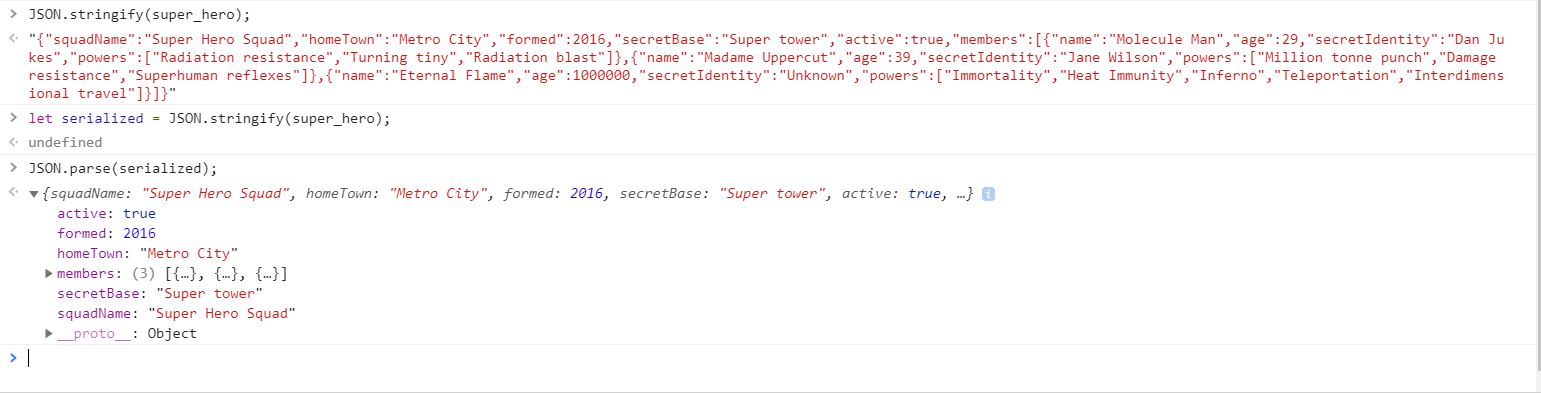 > JSON.stringify(super_hero);
"{"squadName":"Super Hero Squad","homeTown":"Metro City","formed":2016,"secretBase":"Super tower","active":true,"members":[{"name":"Molecule Man","age":29,"secretIdentity":"Dan Ju
kes","powers":["Radiation resistance","Turning tiny","Radiation blast"]},{"name":"Madame Uppercut","age":39,"secretIdentity":"Jane Wilson","powers":["Million tonne punch","Damage
resistance","Superhuman reflexes"]},{"name":"Eternal Flame","age":1000000,"secretIdentity":"Unknown","powers":["Immortality","Heat Immunity","Inferno","Teleportation","Interdimens
ional travel"]}]}"
> let serialized = JSON.stringify(super_hero);
undefined
> JSON.parse(serialized);
{squadName: "Super Hero Squad", homeTown: "Metro City", formed: 2016, secretBase: "Super tower", active: true, …}
active: true
formed: 2016
homeTown: "Metro City"
members: (3) [{…}, {…}, {…}]
secretBase: "Super tower"
squadName: "Super Hero Squad"
__proto__: Object
>